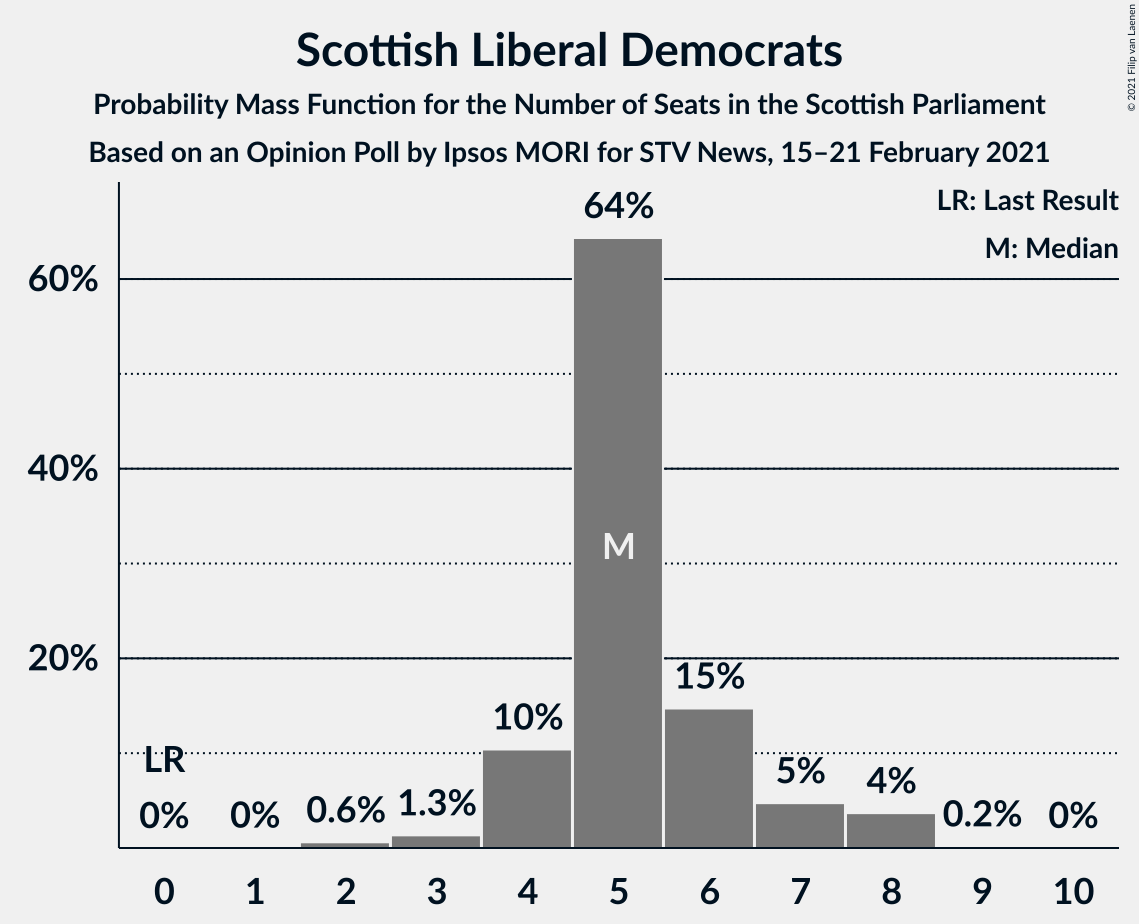 Scottish Liberal Democrats
Probability Mass Function for the Number of Seats in the Scottish Parliament
Based on an Opinion Poll by Ipsos MORI for STV News, 15–21 February 2021
© 2021 Filip van Laenen
LR: Last Result
M: Median
60%
40%
20%
64%
M
15%
10%
LR
5%
4%
0%
0%
0.6%
1.3%
0.2%
0%
0 1 2 3 4 5 6 7 8 9 10